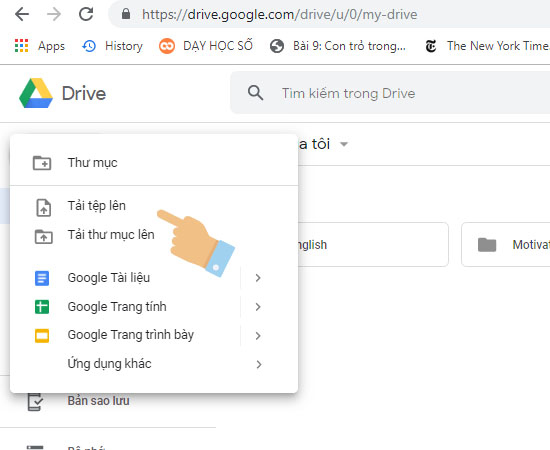 https://drive.google.com/drive/u/0/my-drive
Apps History DẠY HỌC SỐ Bài 9: Con trỏ trong... The New York Time
Drive
Tìm kiếm trong Drive
a tôi
Thư mục
Tải tệp lên
Tải thư mục lên
nglish
Motivat
Google Tài liệu
Google Trang tính
Google Trang trình bày
Ứng dụng khác
Bản sao lưu